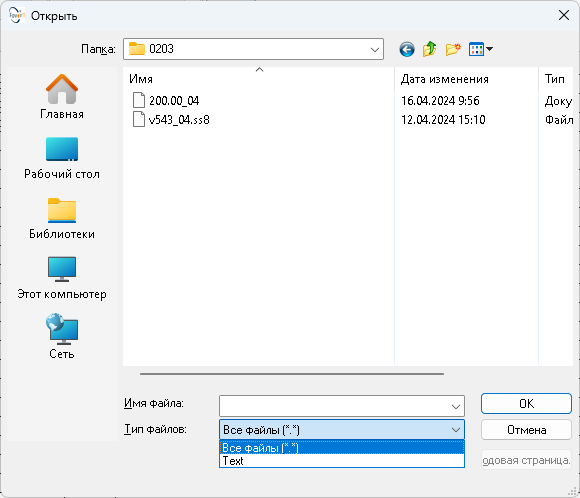 Открыть
Папка: 0203
Имя Дата изменения Тип
200.00_04 16.04.2024 9:56 Доку
v543_04.ss8 12.04.2024 15:10 Файл
Главная
Рабочий стол
Библиотеки
Этот компьютер
Сеть
Имя файла: OK
Тип файлов: Все файлы (*.*) Отмена
Все файлы (*.*)
Text
одовая страница.